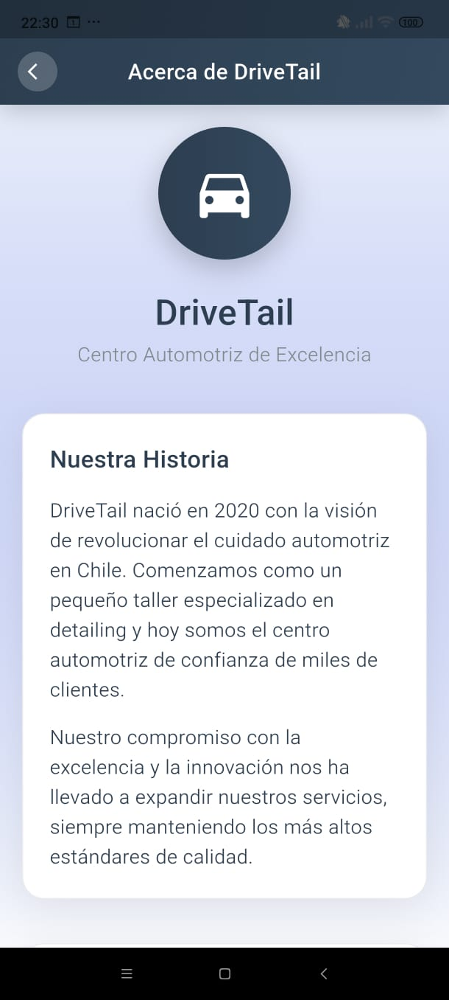 22:30 1 ...
100
Acerca de DriveTail
DriveTail
Centro Automotriz de Excelencia
Nuestra Historia
DriveTail nació en 2020 con la visión
de revolucionar el cuidado automotriz
en Chile. Comenzamos como un
pequeño taller especializado en
detailing y hoy somos el centro
automotriz de confianza de miles de
clientes.
Nuestro compromiso con la
excelencia y la innovación nos ha
llevado a expandir nuestros servicios,
siempre manteniendo los más altos
estándares de calidad.